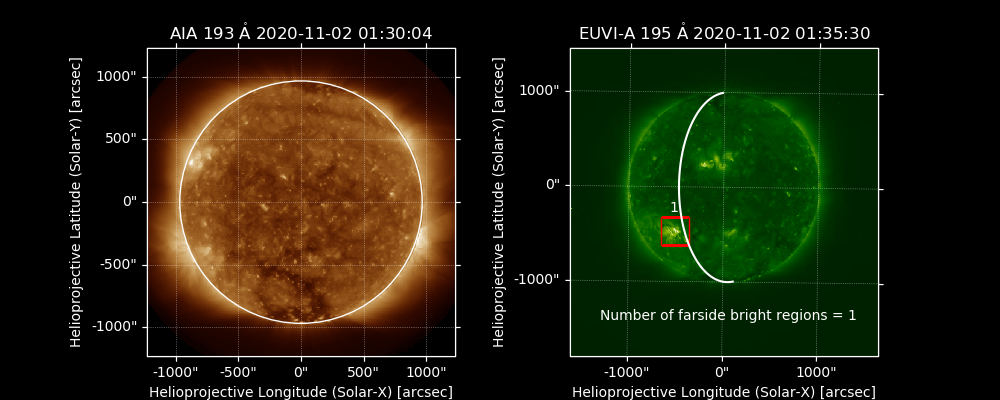 AIA 193 Å 2020-11-02 01:30:04
1000"
500"
0"
-500"
-1000"
-1000"
-500"
0"
500"
1000"
Helioprojective Longitude (Solar-X) [arcsec]
Helioprojective Latitude (Solar-Y) [arcsec]
EUVI-A 195 Å 2020-11-02 01:35:30
1000"
0"
-1000"
1
Number of farside bright regions = 1
-1000"
0"
1000"
Helioprojective Longitude (Solar-X) [arcsec]
Helioprojective Latitude (Solar-Y) [arcsec]